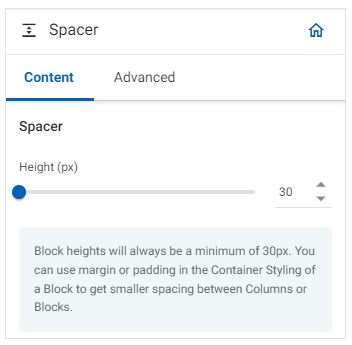 Spacer
Content Advanced
Spacer
Height (px)
30
Block heights will always be a minimum of 30px. You
can use margin or padding in the Container Styling of
a Block to get smaller spacing between Columns or
Blocks.